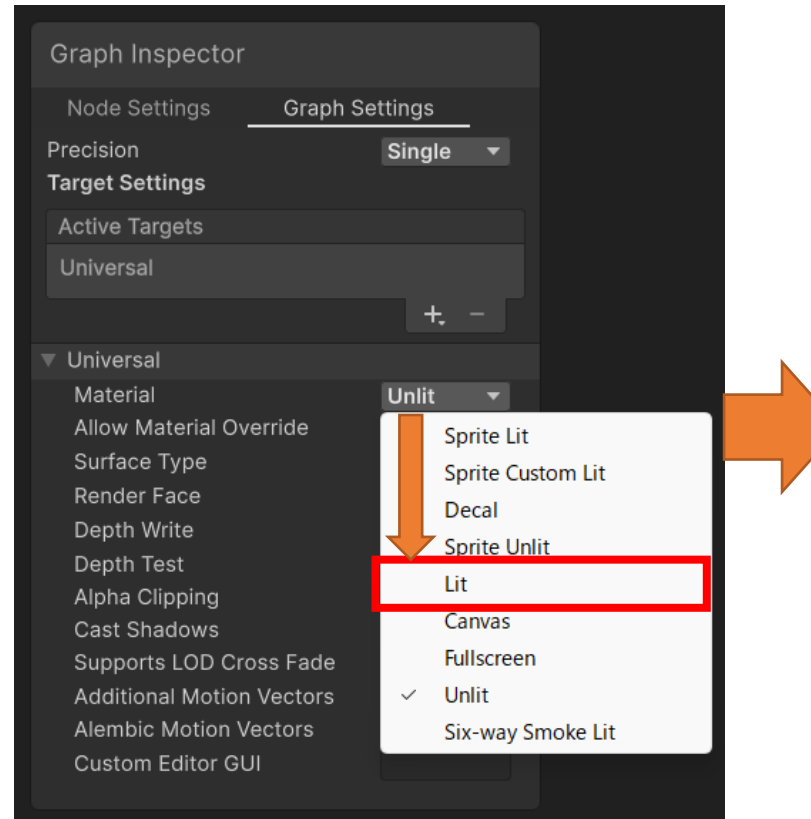 Graph Inspector
Node Settings Graph Settings
Precision Single
Target Settings
Active Targets
Universal
+ −
Universal
Material Unlit
Allow Material Override
Surface Type
Render Face
Depth Write
Depth Test
Alpha Clipping
Cast Shadows
Supports LOD Cross Fade
Additional Motion Vectors
Alembic Motion Vectors
Custom Editor GUI
Sprite Lit
Sprite Custom Lit
Decal
Sprite Unlit
Lit
Canvas
Fullscreen
Unlit
Six-way Smoke Lit